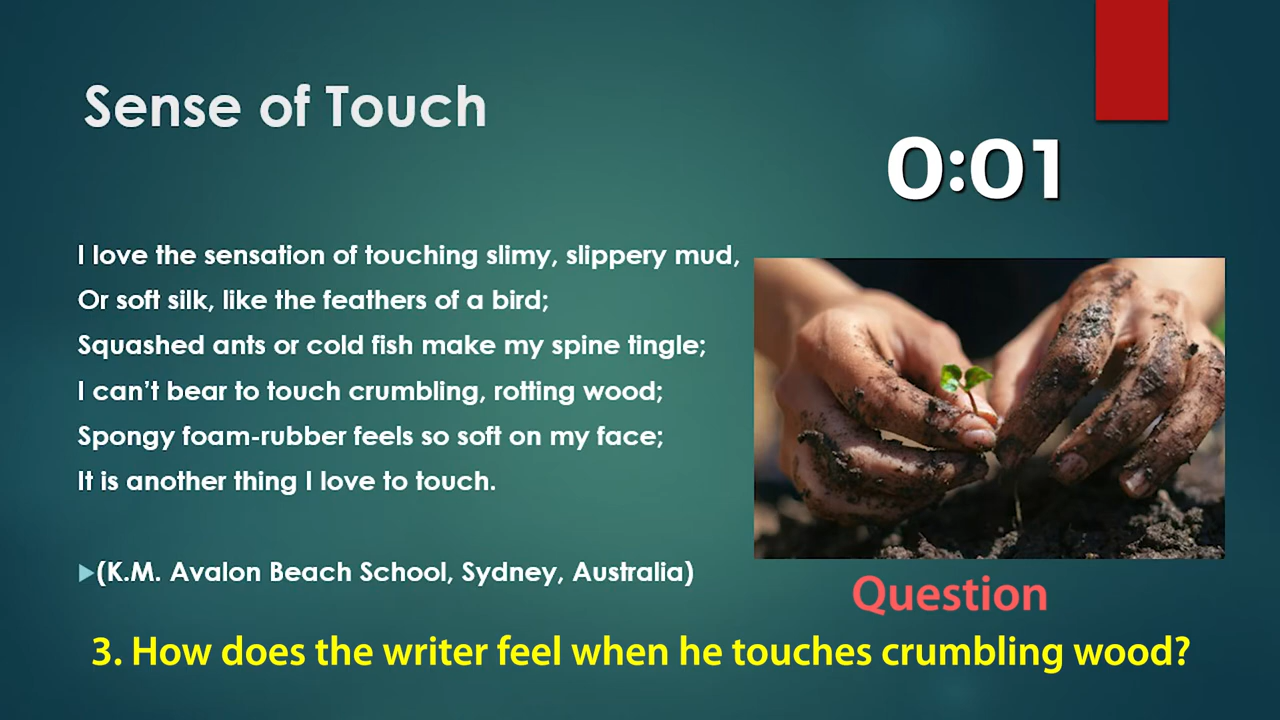 Sense of Touch
0:01
I love the sensation of touching slimy, slippery mud,
Or soft silk, like the feathers of a bird;
Squashed ants or cold fish make my spine tingle;
I can’t bear to touch crumbling, rotting wood;
Spongy foam-rubber feels so soft on my face;
It is another thing I love to touch.
(K.M. Avalon Beach School, Sydney, Australia)
Question
3. How does the writer feel when he touches crumbling wood?